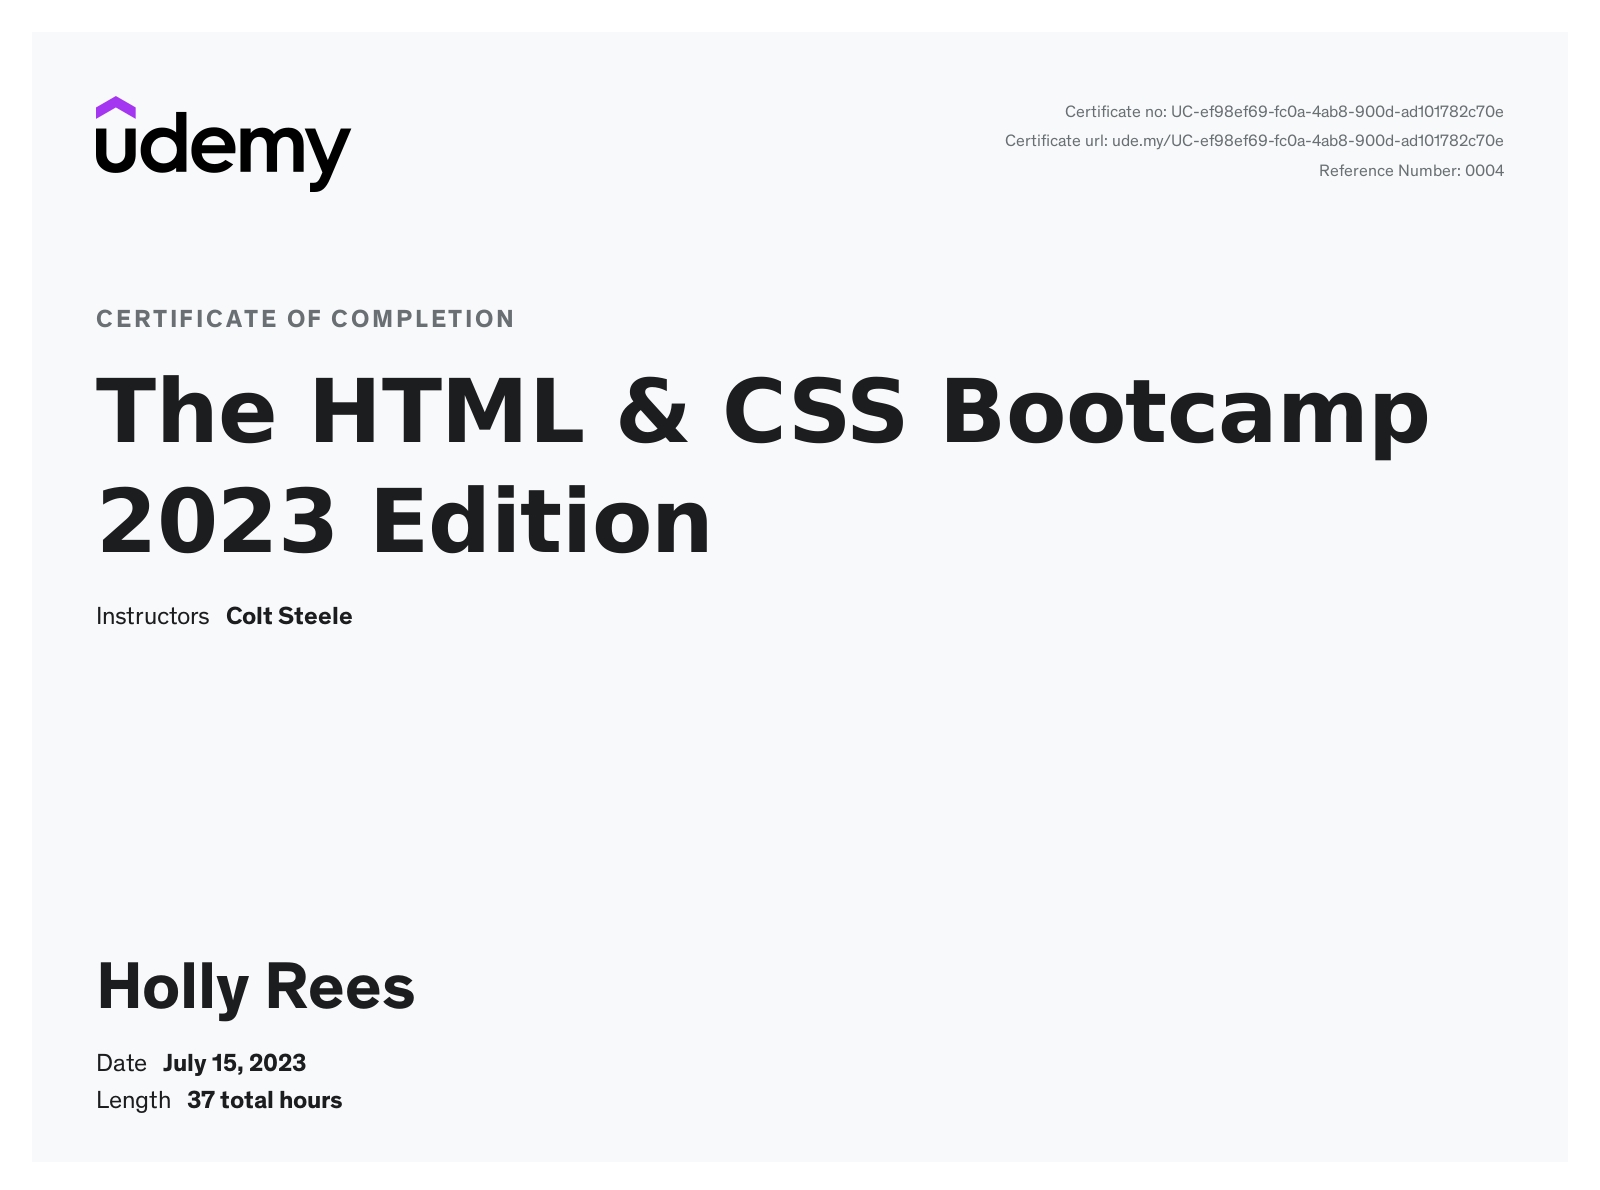 udemy
Certificate no: UC-ef98ef69-fc0a-4ab8-900d-ad101782c70e
Certificate url: ude.my/UC-ef98ef69-fc0a-4ab8-900d-ad101782c70e
Reference Number: 0004
CERTIFICATE OF COMPLETION
The HTML & CSS Bootcamp
2023 Edition
Instructors Colt Steele
Holly Rees
Date July 15, 2023
Length 37 total hours